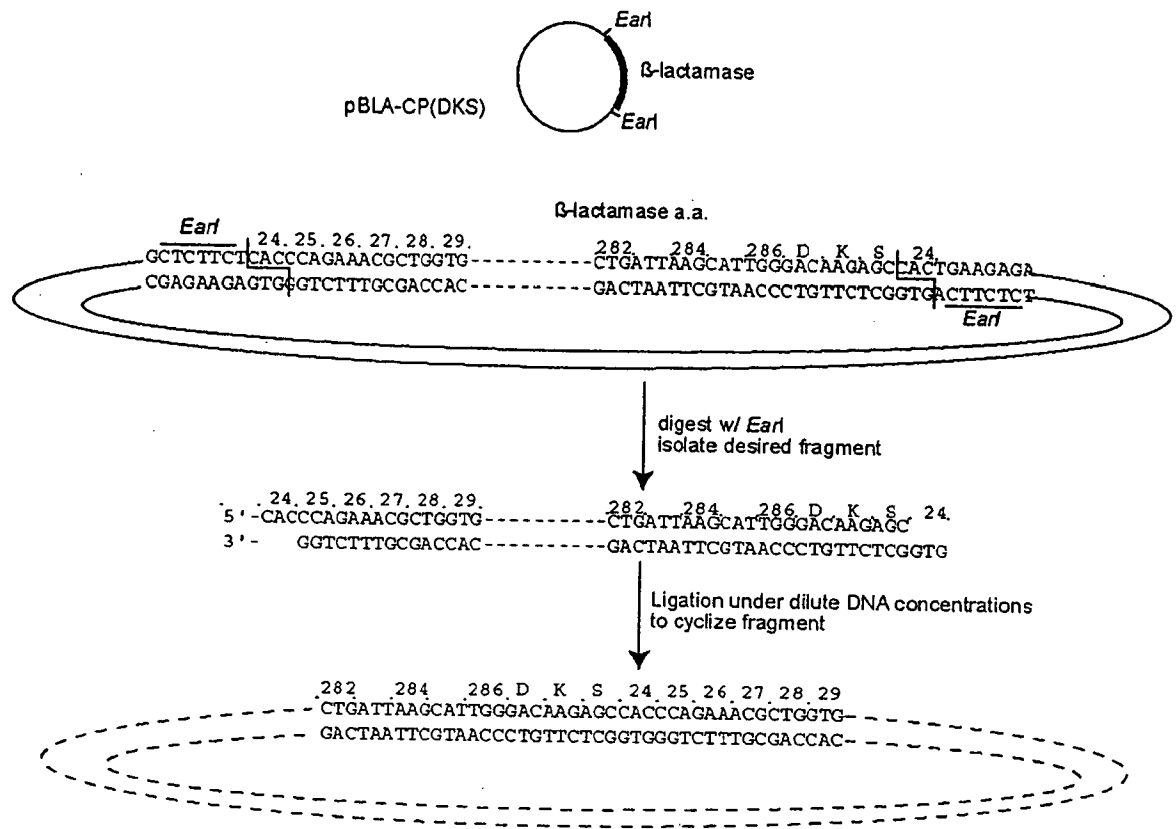 EarI
ß-lactamase
pBLA-CP(DKS)
EarI
ß-lactamase a.a.
EarI
24. 25. 26. 27. 28. 29.
282 284 286 D K S 24
GCTCTTCTCACCCAGAAACGCTGGTG----------CTGATTAAGCATTGGGACAAGAGCCACTGAAGAGA
CGAGAAGAGTGGGTCTTTGCGACCAC----------GACTAATTCGTAACCCTGTTCTCGGTGACTTCTCT
EarI
digest w/ EarI
isolate desired fragment
. . 24. 25. 26. 27. 28. 29.
282 284 286 D K S 24.
5'-CACCCAGAAACGCTGGTG----------CTGATTAAGCATTGGGACAAGAGC
3'- GGTCTTTGCGACCAC----------GACTAATTCGTAACCCTGTTCTCGGTG
Ligation under dilute DNA concentrations
to cyclize fragment
.282 .284 .286 D . K . S . 24 . 25 . 26 . 27 . 28 . 29
CTGATTAAGCATTGGGACAAGAGCCACCCAGAAACGCTGGTG
GACTAATTCGTAACCCTGTTCTCGGTGGGTCTTTGCGACCAC